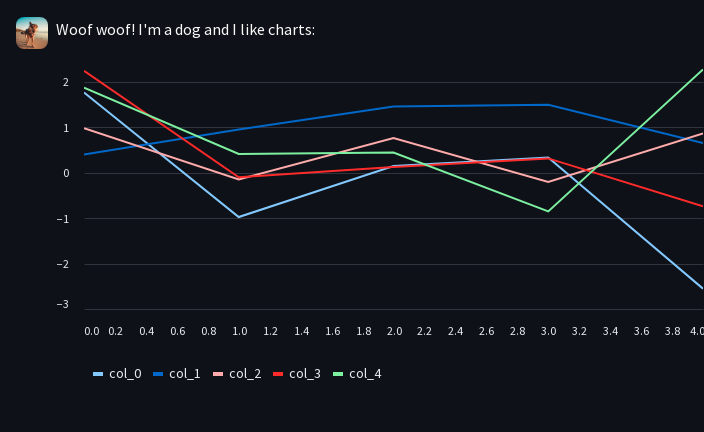 Woof woof! I'm a dog and I like charts:
2
1
0
−1
−2
−3
0.0 0.2 0.4 0.6 0.8 1.0 1.2 1.4 1.6 1.8 2.0 2.2 2.4 2.6 2.8 3.0 3.2 3.4 3.6 3.8 4.0
col_0 col_1 col_2 col_3 col_4